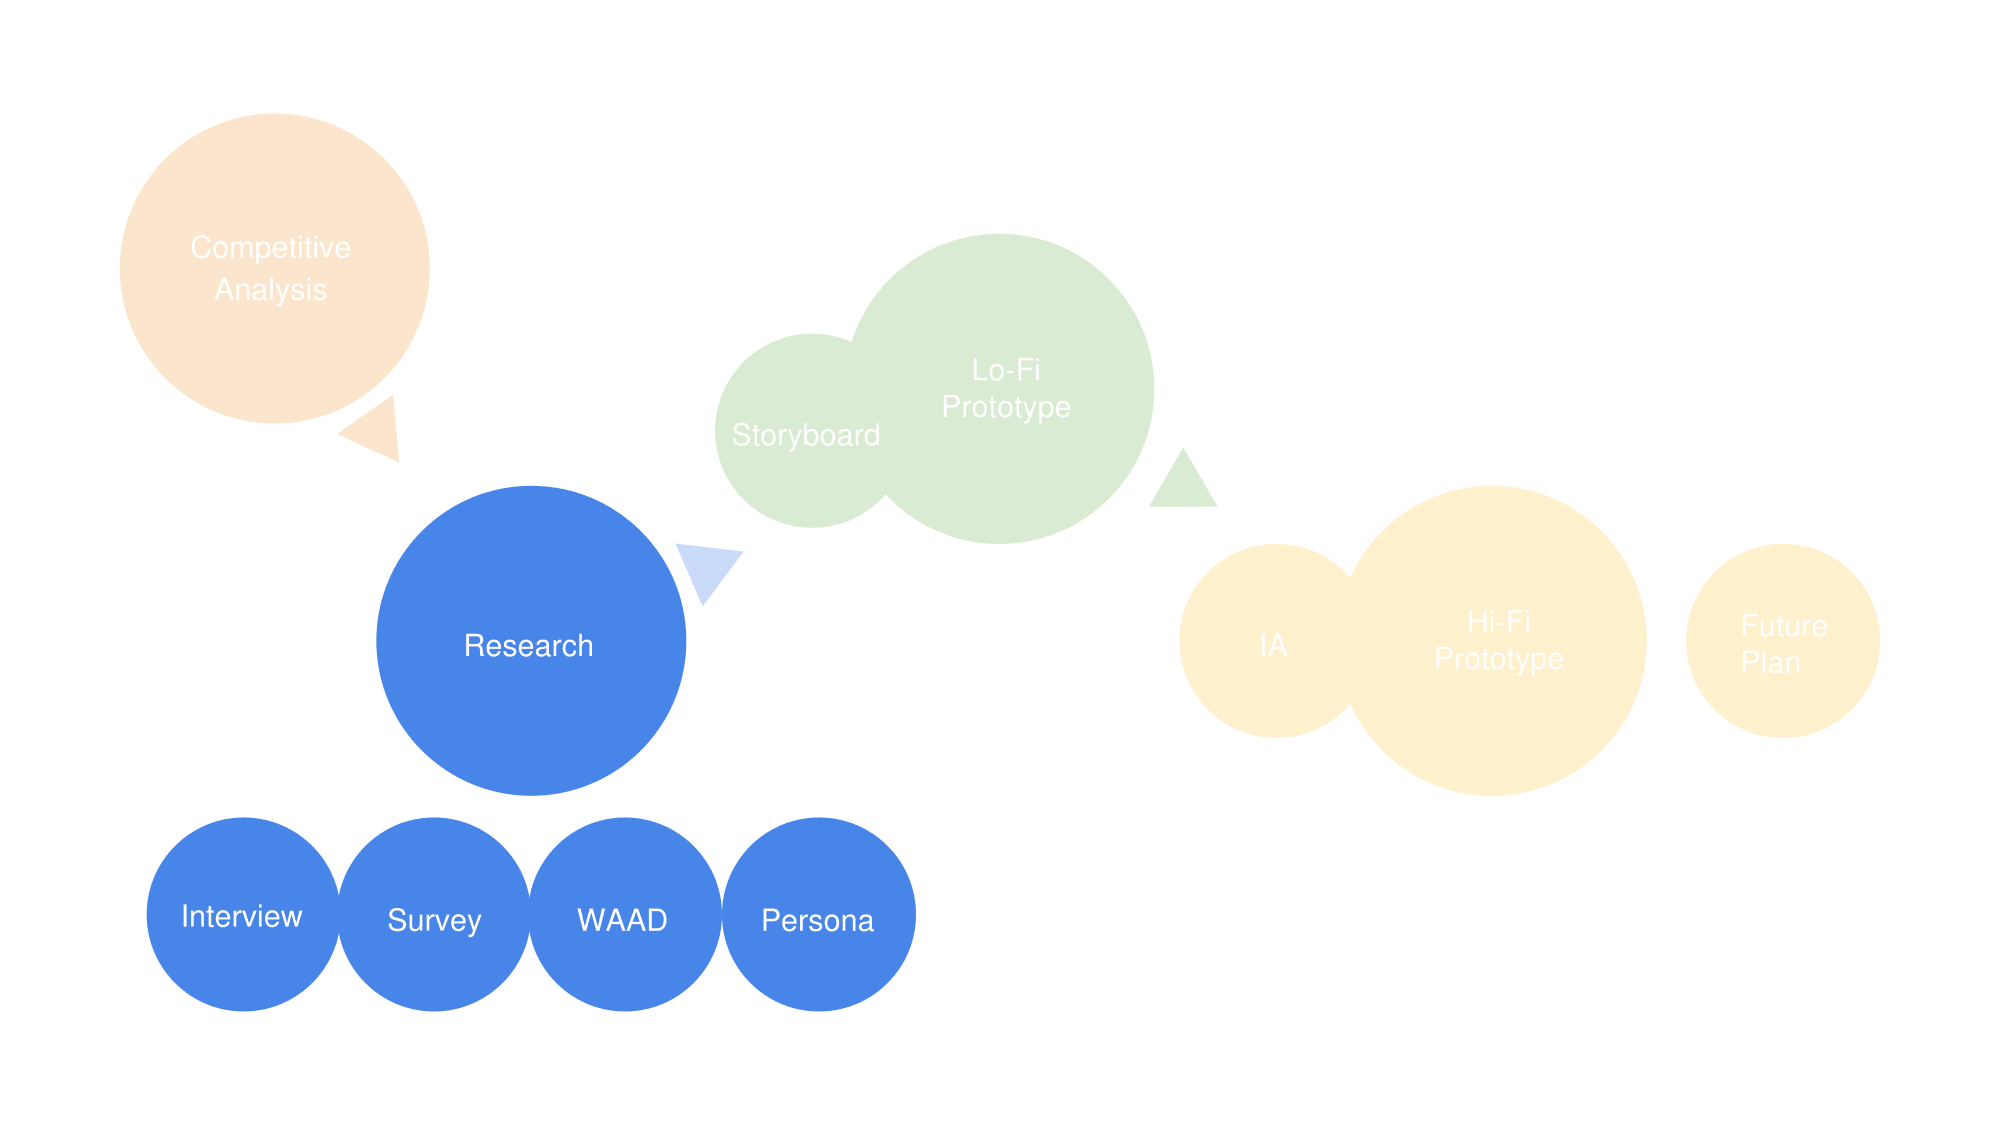 Competitive
Analysis
Lo-Fi
Prototype
Storyboard
Research
IA
Hi-Fi
Prototype
Future
Plan
Interview
Survey
WAAD
Persona